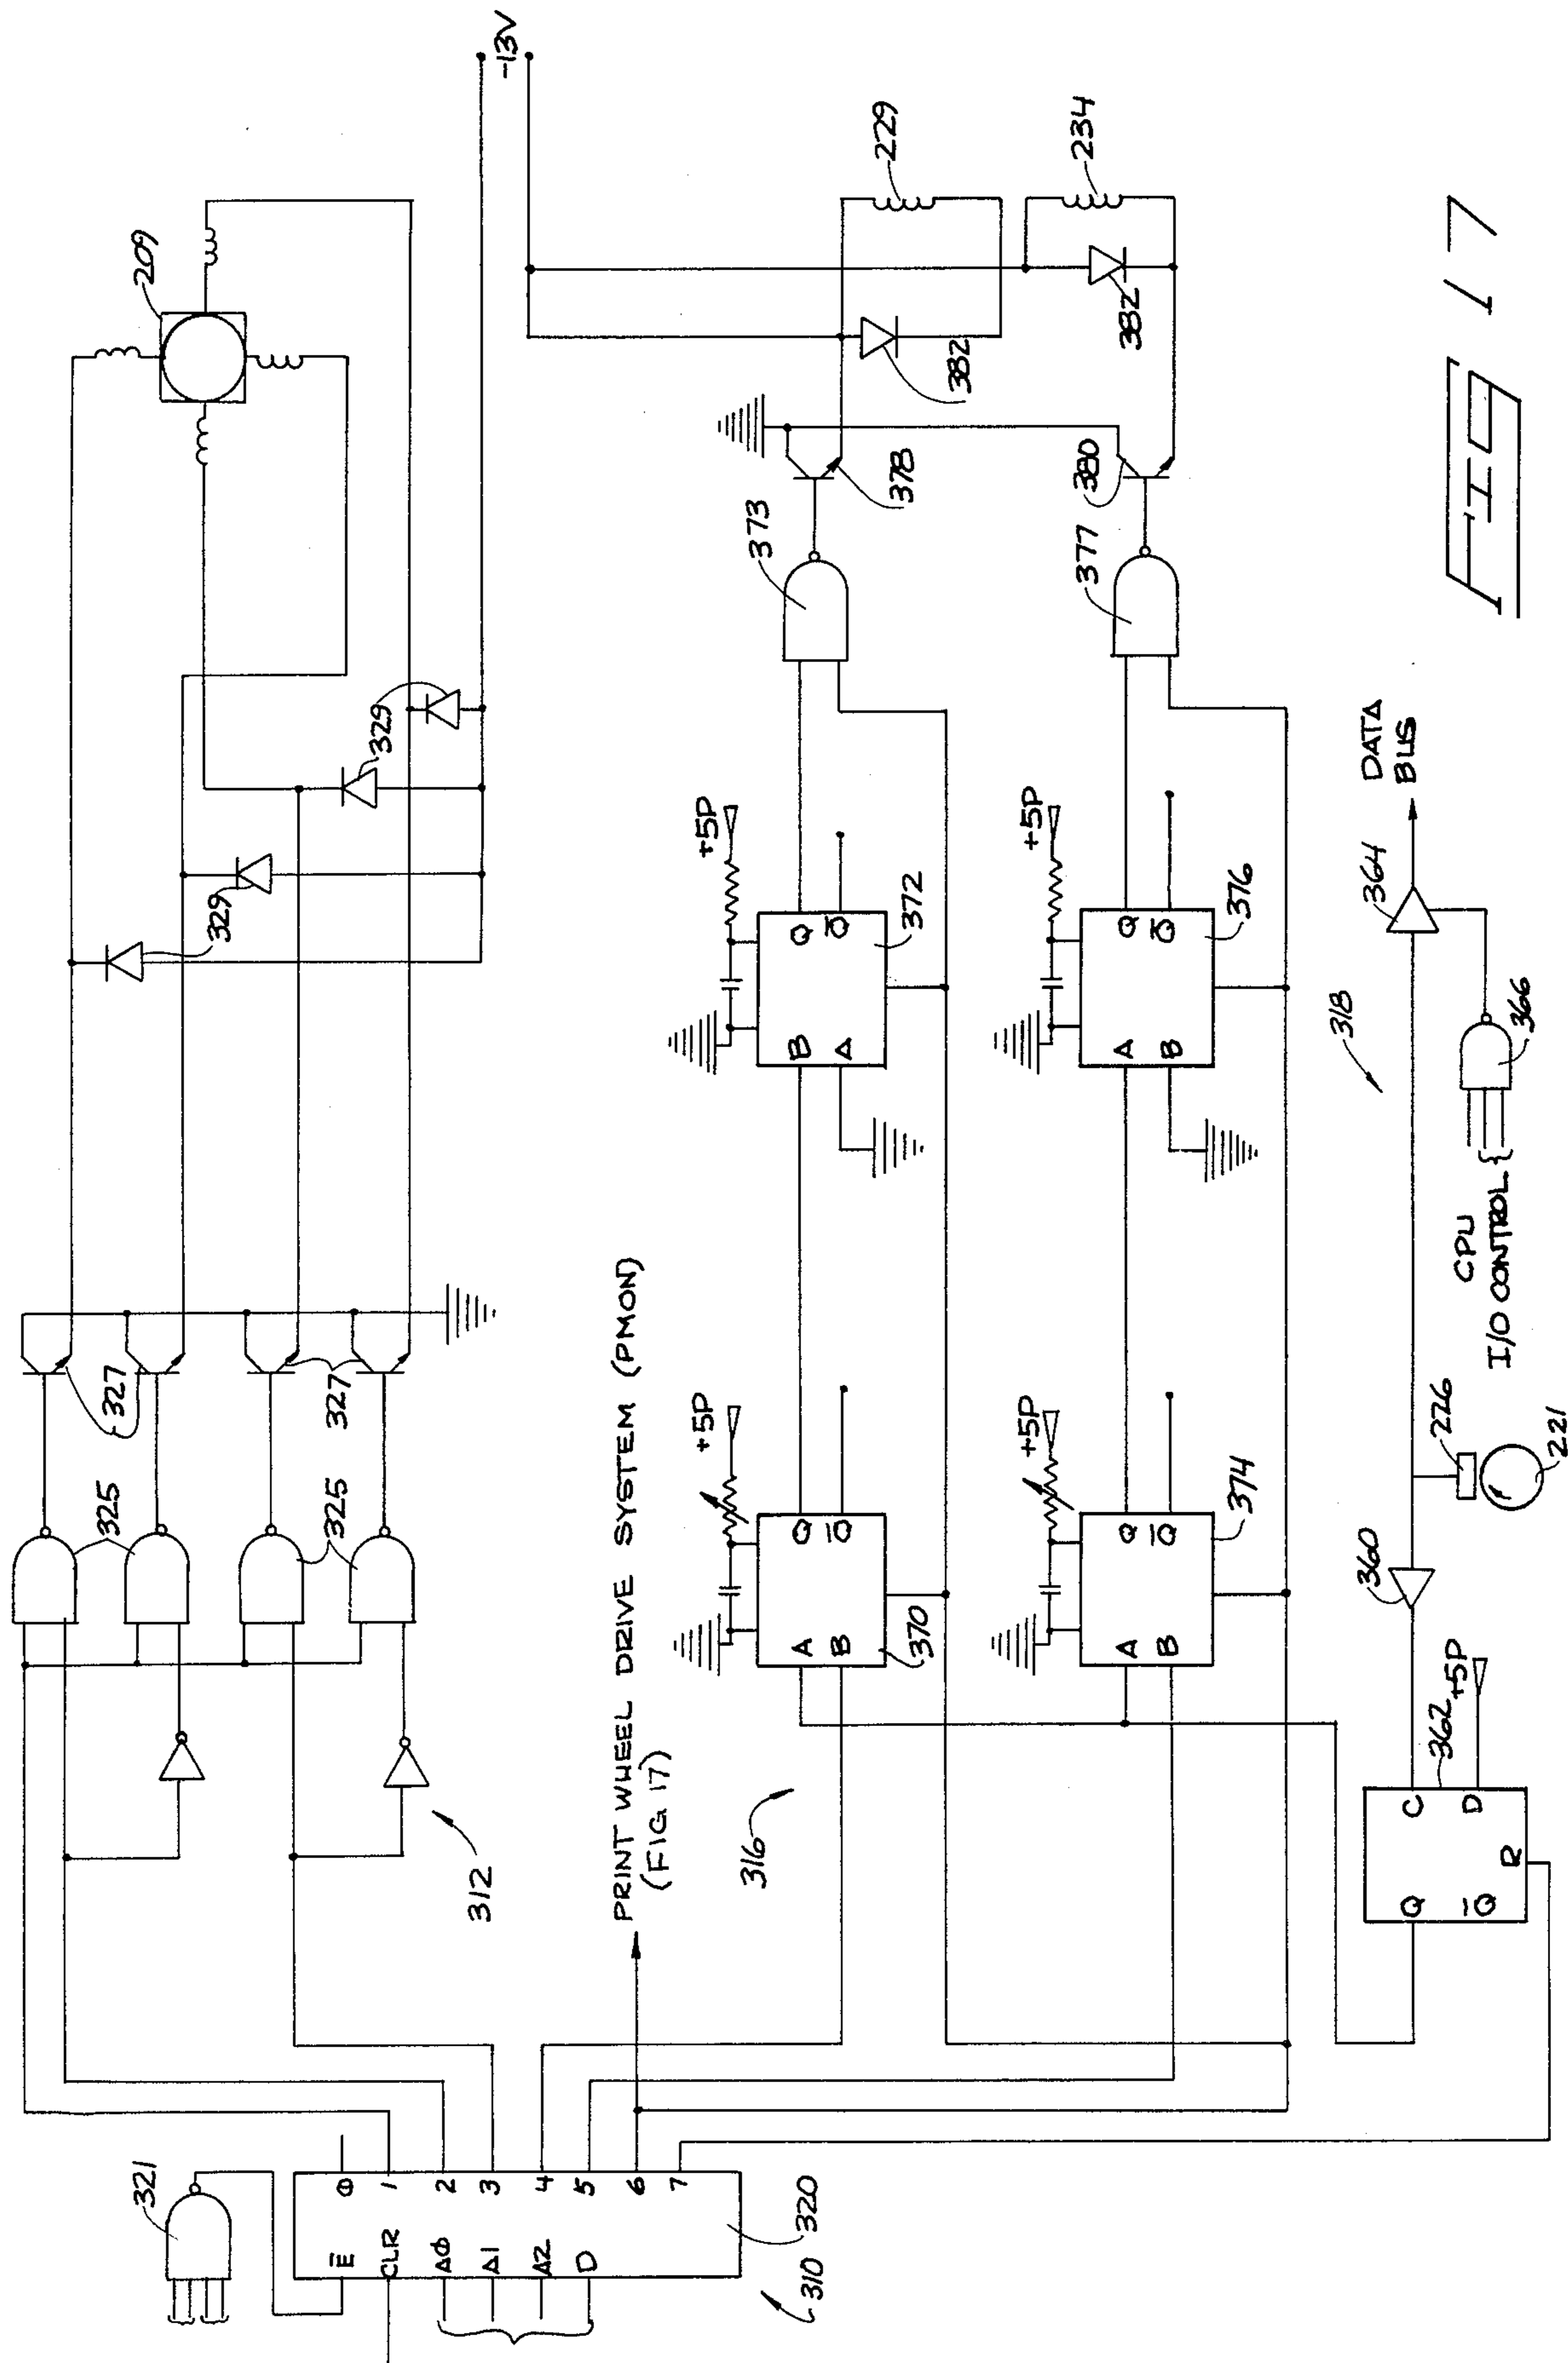 209
-13V
329
329
327
327
325
325
312
321
Ē
CLR
AΦ
A1
A2
D
Φ
1
2
3
4
5
6
7
320
310
PRINT WHEEL DRIVE SYSTEM (PMON)
(FIG 17)
316
+5P
A
B
Q
Q̄
370
+5P
B
A
Q
Q̄
372
373
378
382
229
+5P
A
B
Q
Q̄
374
+5P
A
B
Q
Q̄
376
377
380
382
234
Q
Q̄
C
D
R
362
+5P
360
226
221
318
364
DATA
BUS
366
CPU
I/O CONTROL
FIG 17